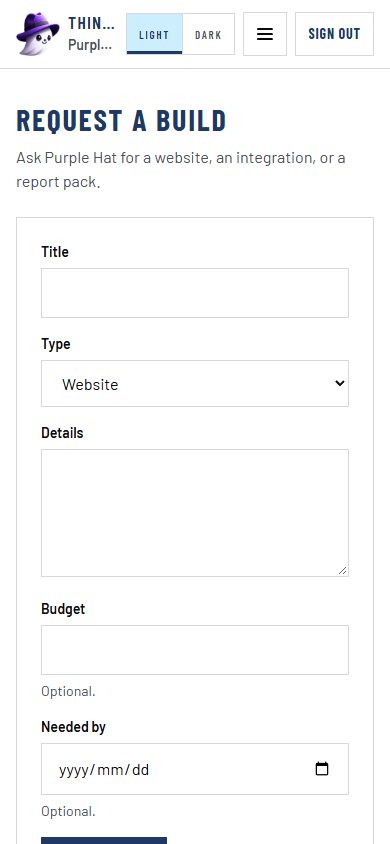 THIN...
Purpl...
LIGHT
DARK
SIGN OUT
REQUEST A BUILD
Ask Purple Hat for a website, an integration, or a
report pack.
Title
Type
Website
Details
Budget
Optional.
Needed by
yyyy/mm/dd
Optional.